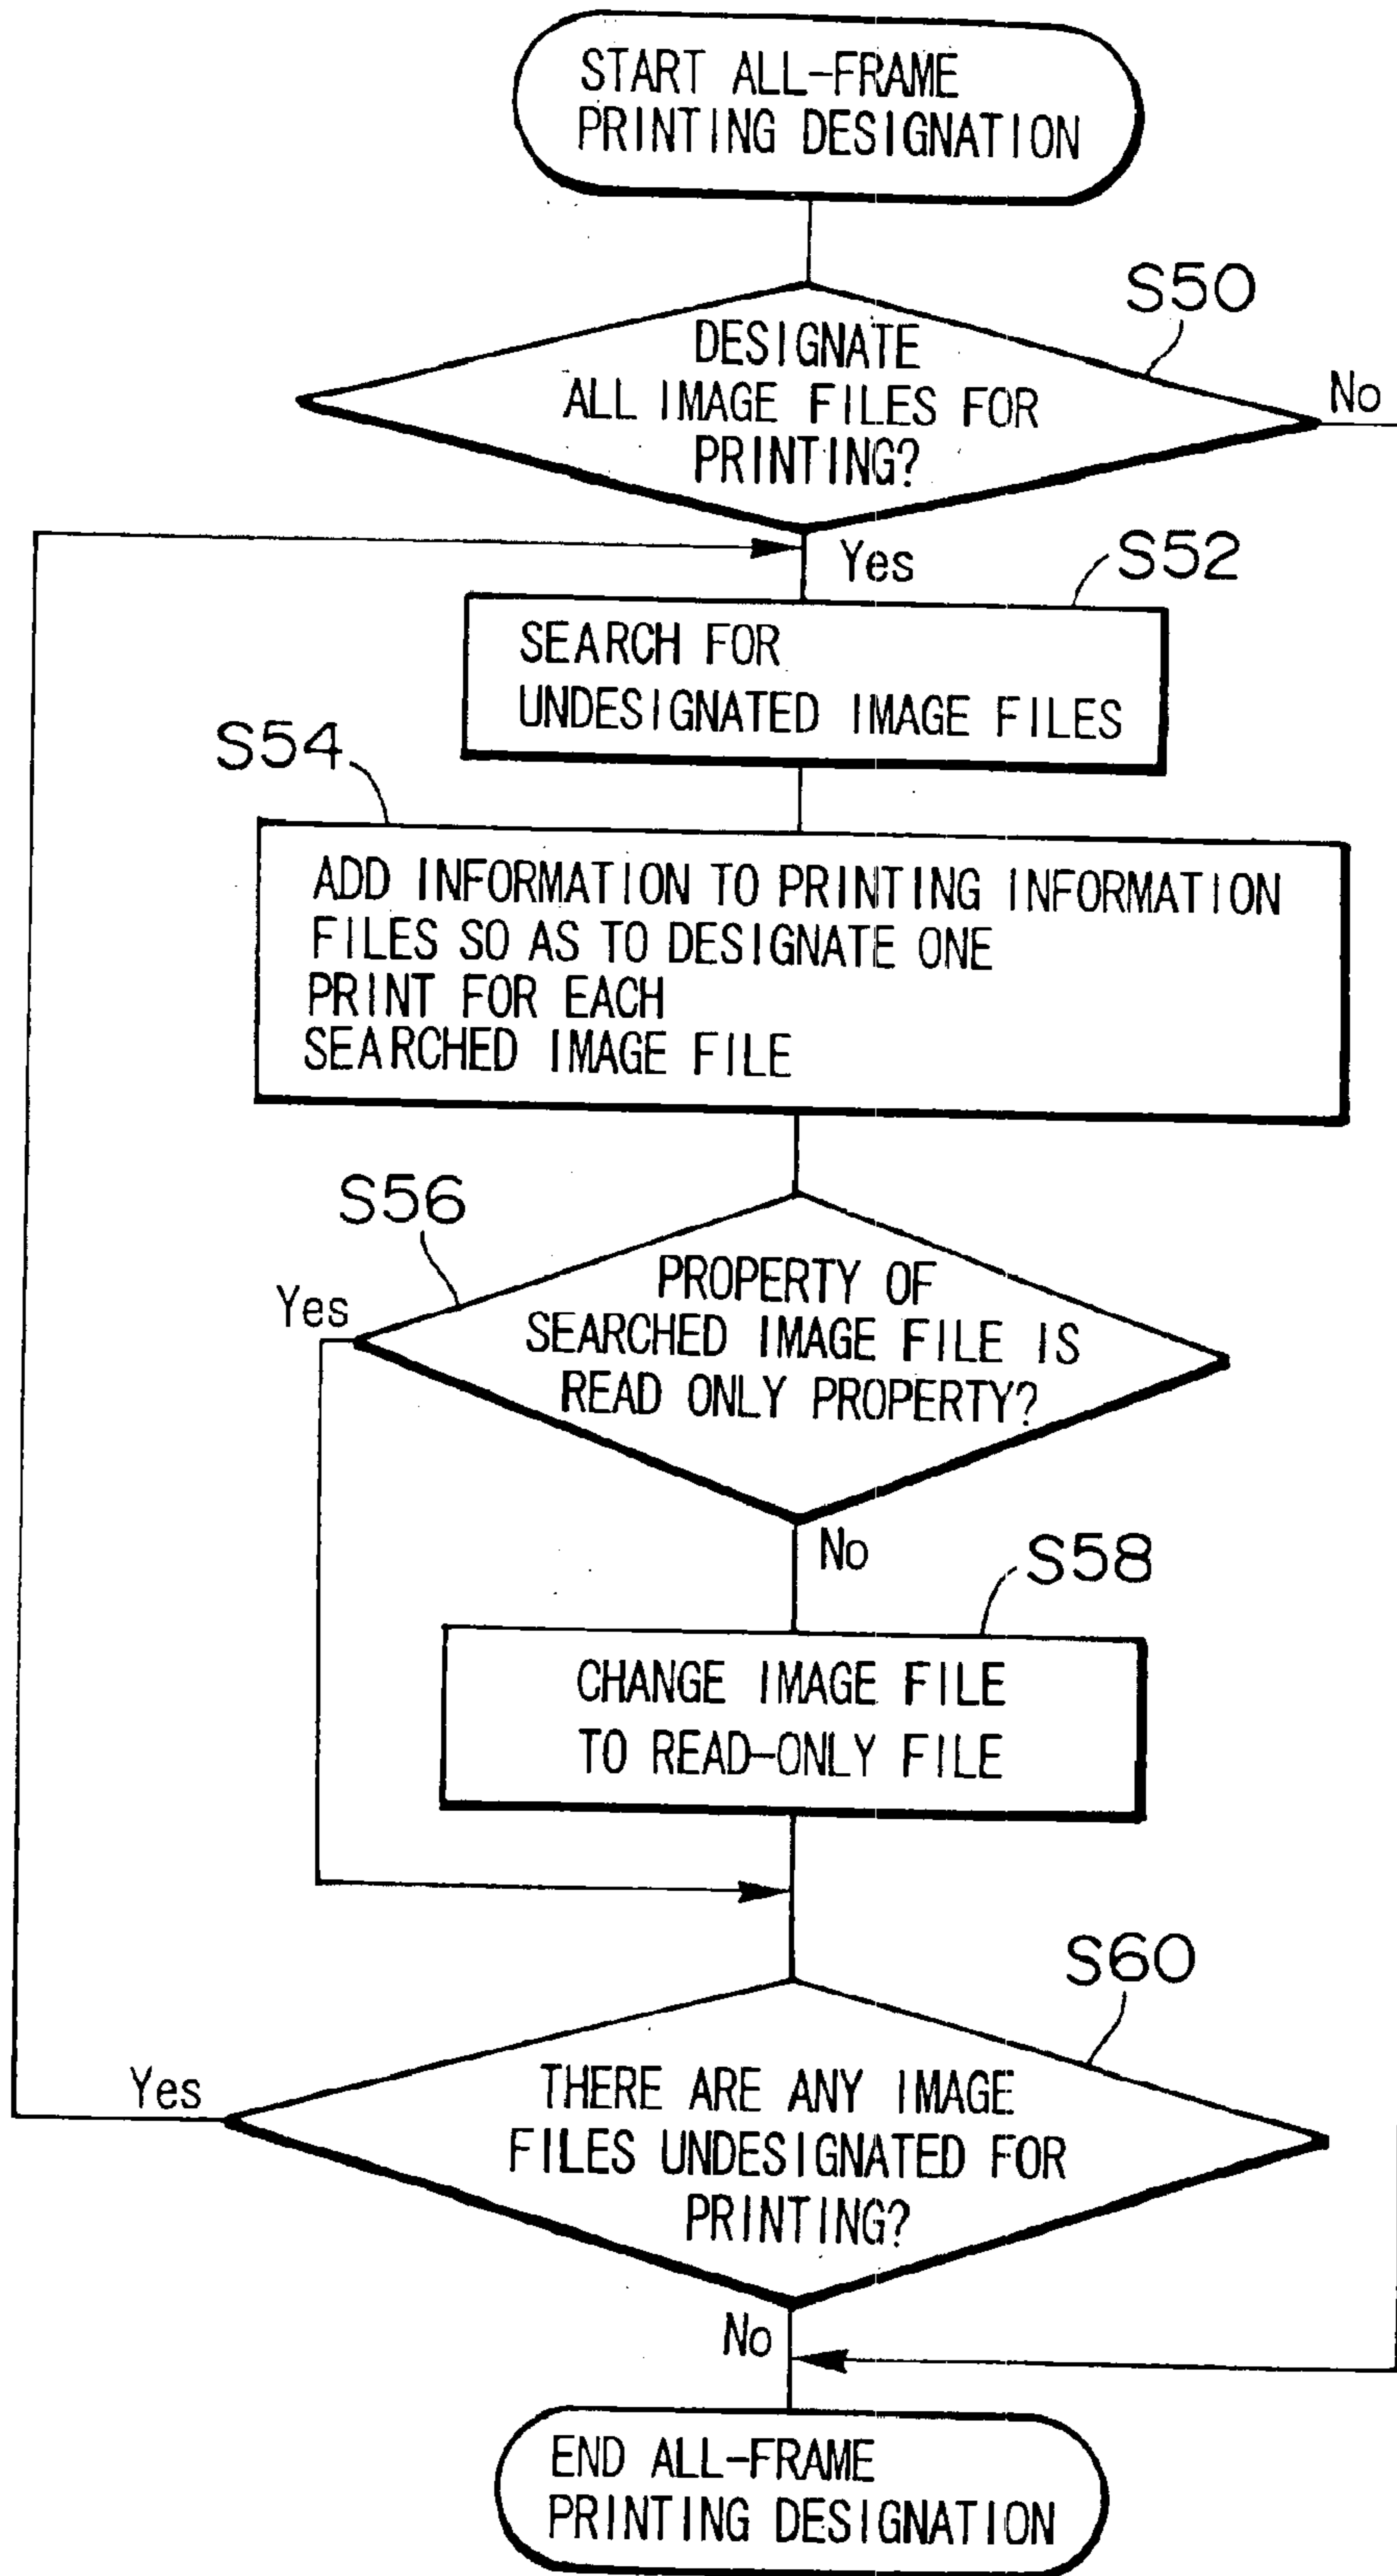 START ALL-FRAME
PRINTING DESIGNATION
S50
DESIGNATE
ALL IMAGE FILES FOR
PRINTING?
No
Yes
S52
SEARCH FOR
UNDESIGNATED IMAGE FILES
S54
ADD INFORMATION TO PRINTING INFORMATION
FILES SO AS TO DESIGNATE ONE
PRINT FOR EACH
SEARCHED IMAGE FILE
S56
Yes
PROPERTY OF
SEARCHED IMAGE FILE IS
READ ONLY PROPERTY?
No
S58
CHANGE IMAGE FILE
TO READ-ONLY FILE
S60
Yes
THERE ARE ANY IMAGE
FILES UNDESIGNATED FOR
PRINTING?
No
END ALL-FRAME
PRINTING DESIGNATION